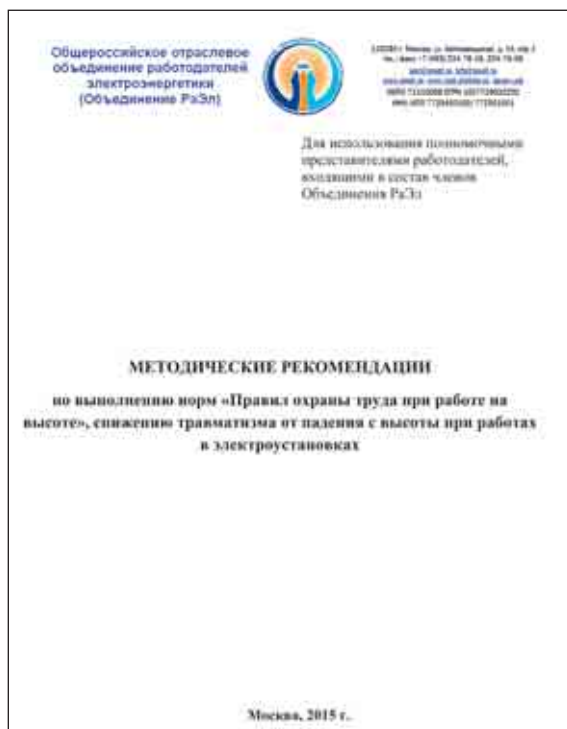 Общероссийское отраслевое
объединение работодателей
электроэнергетики
(Объединение РаЭл)
Для использования полномочными
представителями работодателей,
входящими в состав членов
Объединения РаЭл
МЕТОДИЧЕСКИЕ РЕКОМЕНДАЦИИ
по выполнению норм «Правил охраны труда при работе на
высоте», снижению травматизма от падения с высоты при работах
в электроустановках
Москва, 2015 г.